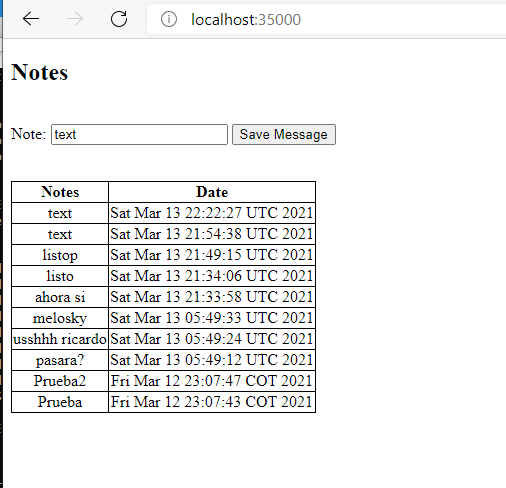 localhost:35000
Notes
Note: text Save Message
Notes Date
text Sat Mar 13 22:22:27 UTC 2021
text Sat Mar 13 21:54:38 UTC 2021
listop Sat Mar 13 21:49:15 UTC 2021
listo Sat Mar 13 21:34:06 UTC 2021
ahora si Sat Mar 13 21:33:58 UTC 2021
melosky Sat Mar 13 05:49:33 UTC 2021
usshhh ricardo Sat Mar 13 05:49:24 UTC 2021
pasara? Sat Mar 13 05:49:12 UTC 2021
Prueba2 Fri Mar 12 23:07:47 COT 2021
Prueba Fri Mar 12 23:07:43 COT 2021